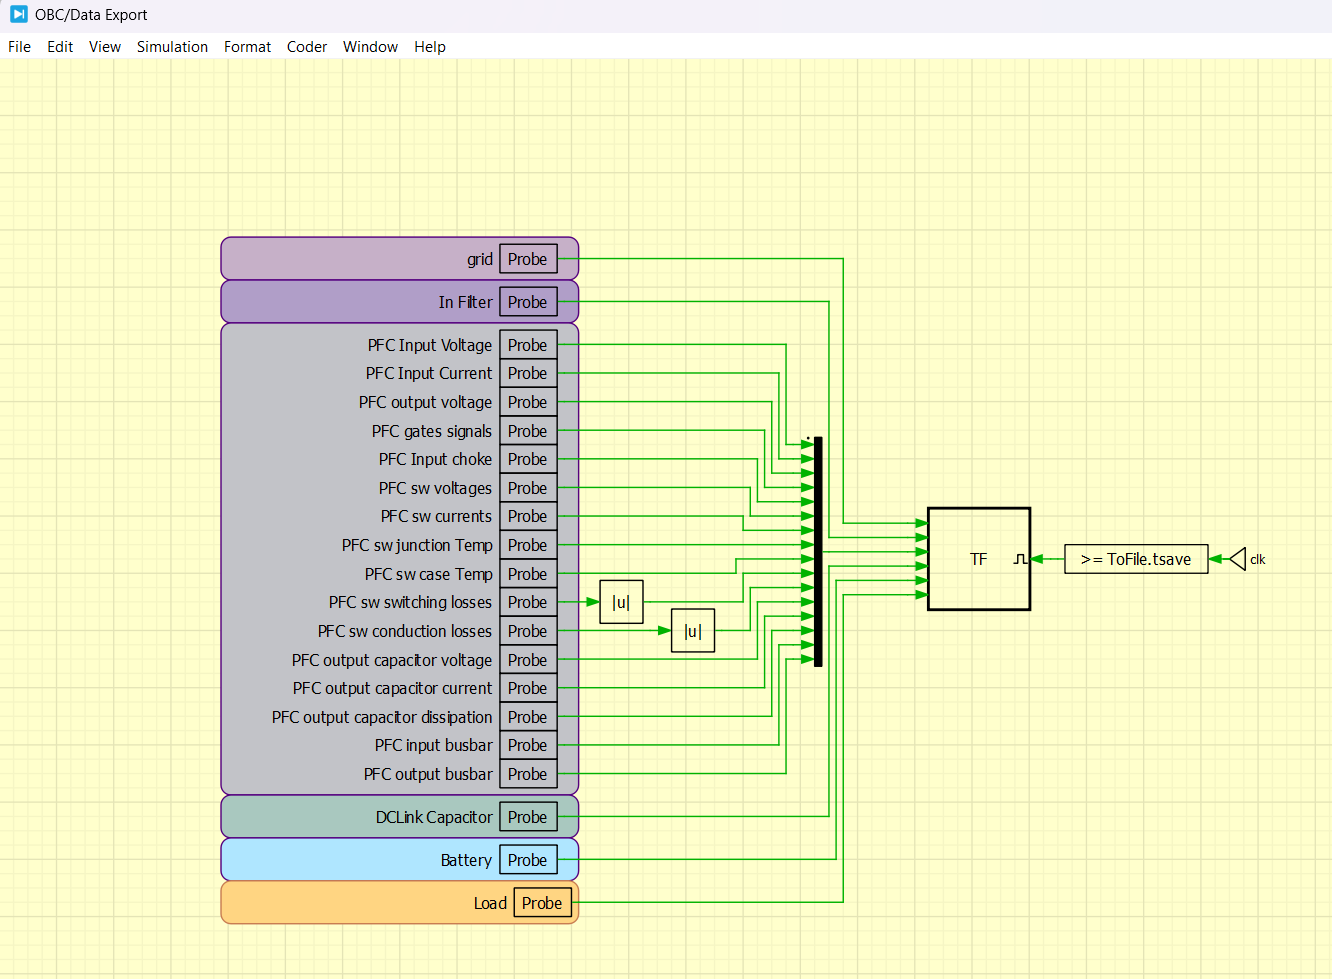 OBC/Data Export
File Edit View Simulation Format Coder Window Help
grid Probe
In Filter Probe
PFC Input Voltage Probe
PFC Input Current Probe
PFC output voltage Probe
PFC gates signals Probe
PFC Input choke Probe
PFC sw voltages Probe
PFC sw currents Probe
PFC sw junction Temp Probe
PFC sw case Temp Probe
PFC sw switching losses Probe |u|
PFC sw conduction losses Probe |u|
PFC output capacitor voltage Probe
PFC output capacitor current Probe
PFC output capacitor dissipation Probe
PFC input busbar Probe
PFC output busbar Probe
DCLink Capacitor Probe
Battery Probe
Load Probe
TF
>= ToFile.tsave
clk